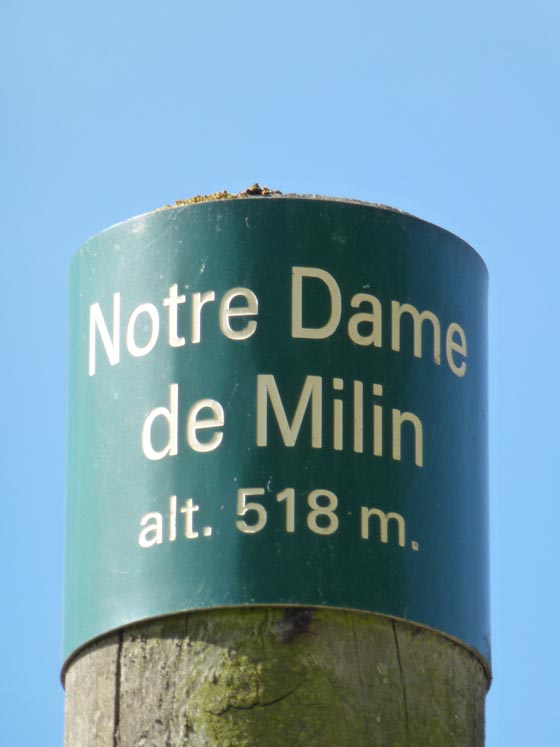 Notre Dame
de Milin
alt. 518 m.